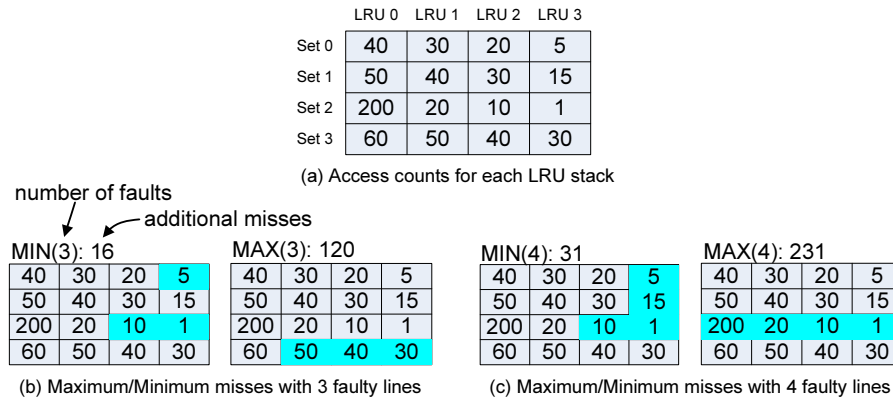 LRU 0 LRU 1 LRU 2 LRU 3
Set 0 40 30 20 5
Set 1 50 40 30 15
Set 2 200 20 10 1
Set 3 60 50 40 30
(a) Access counts for each LRU stack
number of faults
additional misses
MIN(3): 16
40 30 20 5
50 40 30 15
200 20 10 1
60 50 40 30
MAX(3): 120
40 30 20 5
50 40 30 15
200 20 10 1
60 50 40 30
(b) Maximum/Minimum misses with 3 faulty lines
MIN(4): 31
40 30 20 5
50 40 30 15
200 20 10 1
60 50 40 30
MAX(4): 231
40 30 20 5
50 40 30 15
200 20 10 1
60 50 40 30
(c) Maximum/Minimum misses with 4 faulty lines